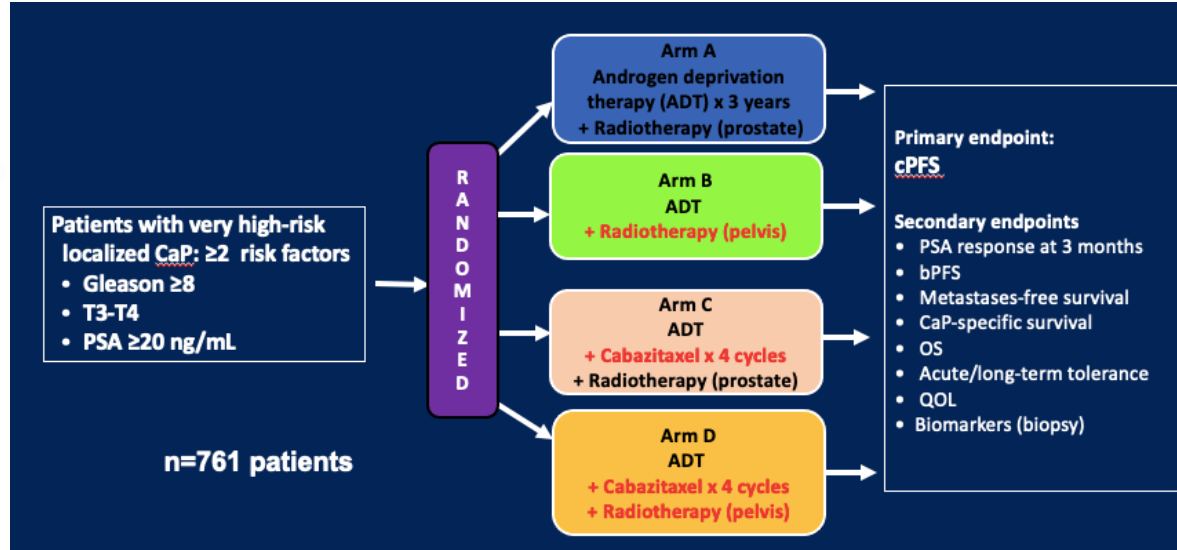 Patients with very high-risk
localized CaP: ≥2 risk factors
• Gleason ≥8
• T3-T4
• PSA ≥20 ng/mL
n=761 patients
R
A
N
D
O
M
I
Z
E
D
Arm A
Androgen deprivation
therapy (ADT) x 3 years
+ Radiotherapy (prostate)
Arm B
ADT
+ Radiotherapy (pelvis)
Arm C
ADT
+ Cabazitaxel x 4 cycles
+ Radiotherapy (prostate)
Arm D
ADT
+ Cabazitaxel x 4 cycles
+ Radiotherapy (pelvis)
Primary endpoint:
cPFS
Secondary endpoints
• PSA response at 3 months
• bPFS
• Metastases-free survival
• CaP-specific survival
• OS
• Acute/long-term tolerance
• QOL
• Biomarkers (biopsy)